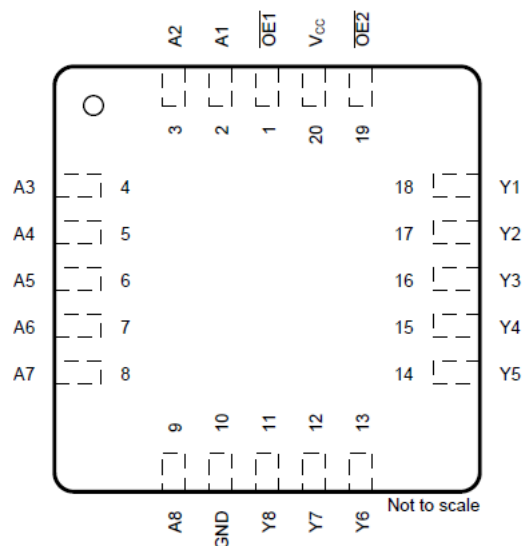 A2 A1 O̅E̅1̅ VCC O̅E̅2̅
3 2 1 20 19
A3 4 18 Y1
A4 5 17 Y2
A5 6 16 Y3
A6 7 15 Y4
A7 8 14 Y5
9 10 11 12 13
A8 GND Y8 Y7 Y6
Not to scale